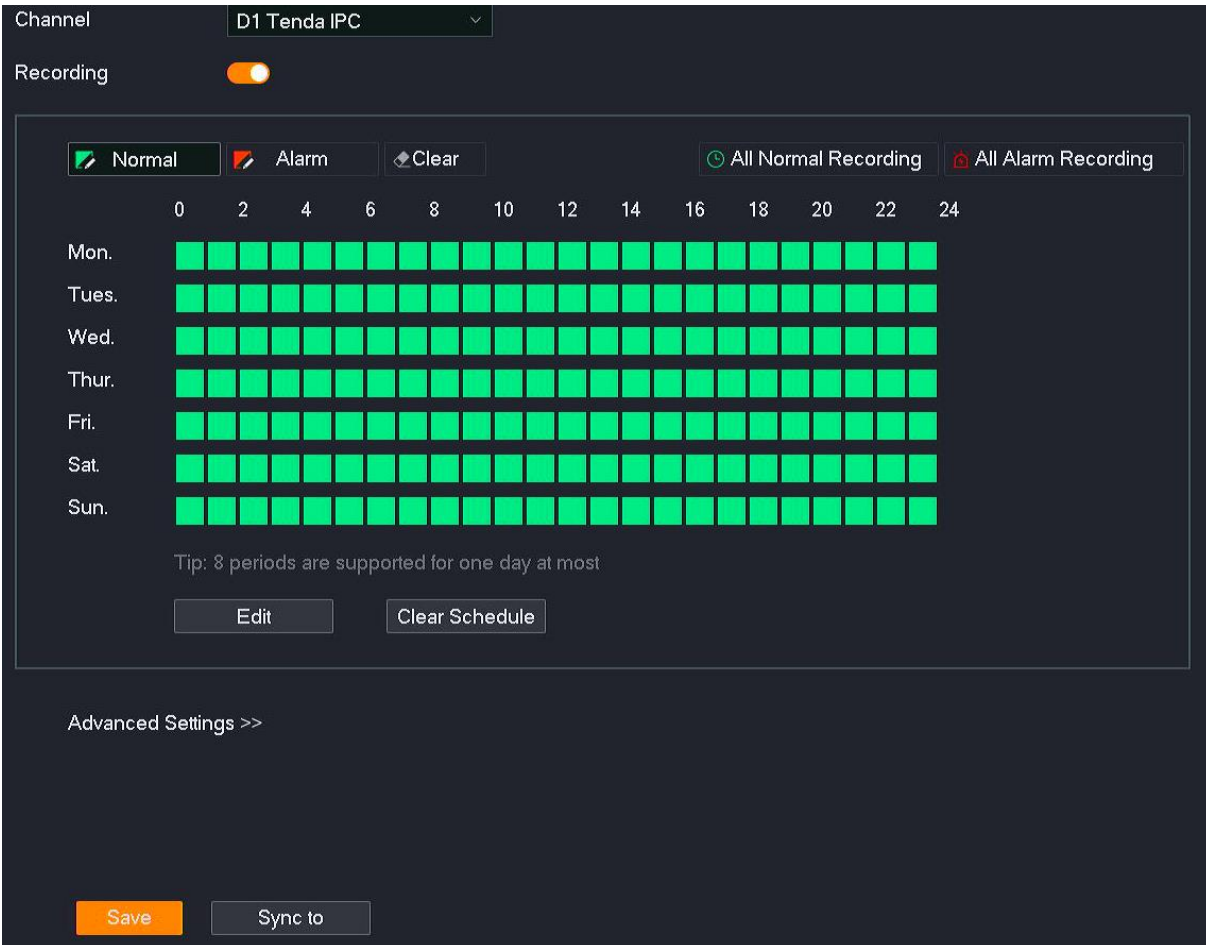 Channel D1 Tenda IPC
Recording
Normal Alarm Clear All Normal Recording All Alarm Recording
0 2 4 6 8 10 12 14 16 18 20 22 24
Mon.
Tues.
Wed.
Thur.
Fri.
Sat.
Sun.
Tip: 8 periods are supported for one day at most
Edit Clear Schedule
Advanced Settings >>
Save Sync to